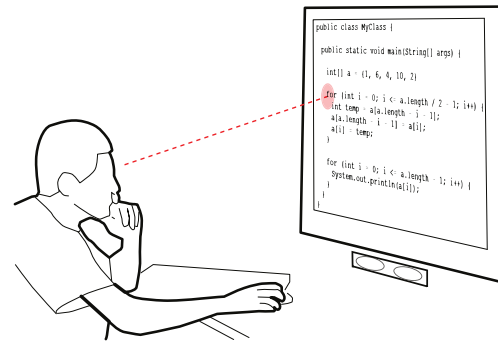 public class MyClass {
public static void main(String[] args) {
int[] a = {1, 6, 4, 10, 2}
for (int i = 0; i <= a.length / 2 - 1; i++) {
int temp = a[a.length - i - 1];
a[a.length - i - 1] = a[i];
a[i] = temp;
}
for (int i = 0; i <= a.length - 1; i++) {
System.out.println(a[i]);
}
}
}